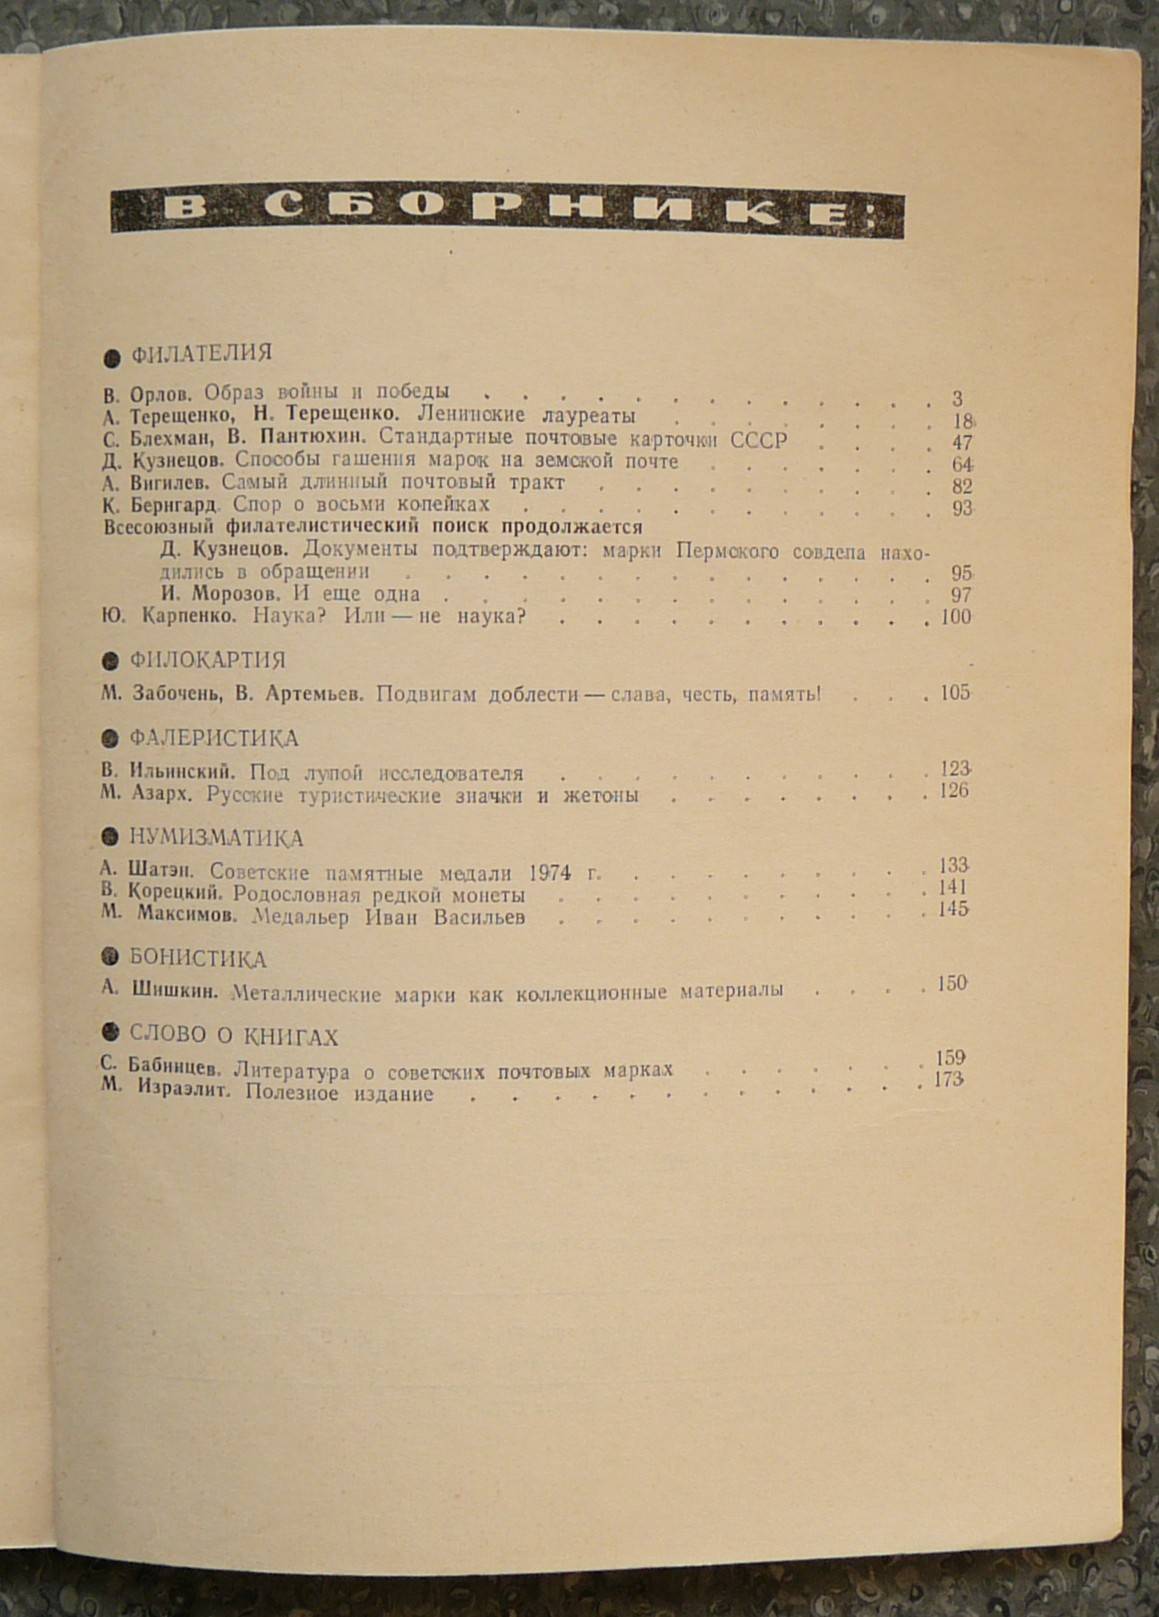 В СБОРНИКЕ:
● ФИЛАТЕЛИЯ
В. Орлов. Образ войны и победы . . . . . . . . . . . . . 3
А. Терещенко, Н. Терещенко. Ленинские лауреаты . . . . . . . . 18
С. Блехман, В. Пантюхин. Стандартные почтовые карточки СССР . . . . 47
Д. Кузнецов. Способы гашения марок на земской почте . . . . . . . 64
А. Вигилев. Самый длинный почтовый тракт . . . . . . . . . . 82
К. Бернгард. Спор о восьми копейках . . . . . . . . . . . . 93
Всесоюзный филателистический поиск продолжается
Д. Кузнецов. Документы подтверждают: марки Пермского совдепа нахо-
дились в обращении . . . . . . . . . . . . . . . 95
И. Морозов. И еще одна . . . . . . . . . . . . . . 97
Ю. Карпенко. Наука? Или — не наука? . . . . . . . . . . . 100
● ФИЛОКАРТИЯ
М. Забочень, В. Артемьев. Подвигам доблести — слава, честь, память! . . . 105
● ФАЛЕРИСТИКА
В. Ильинский. Под лупой исследователя . . . . . . . . . . . 123
М. Азарх. Русские туристические значки и жетоны . . . . . . . . 126
● НУМИЗМАТИКА
А. Шатэн. Советские памятные медали 1974 г. . . . . . . . . . 133
В. Корецкий. Родословная редкой монеты . . . . . . . . . . . 141
М. Максимов. Медальер Иван Васильев . . . . . . . . . . . 145
● БОНИСТИКА
А. Шишкин. Металлические марки как коллекционные материалы . . . . 150
● СЛОВО О КНИГАХ
С. Бабинцев. Литература о советских почтовых марках . . . . . . . 159
М. Израэлит. Полезное издание . . . . . . . . . . . . . 173